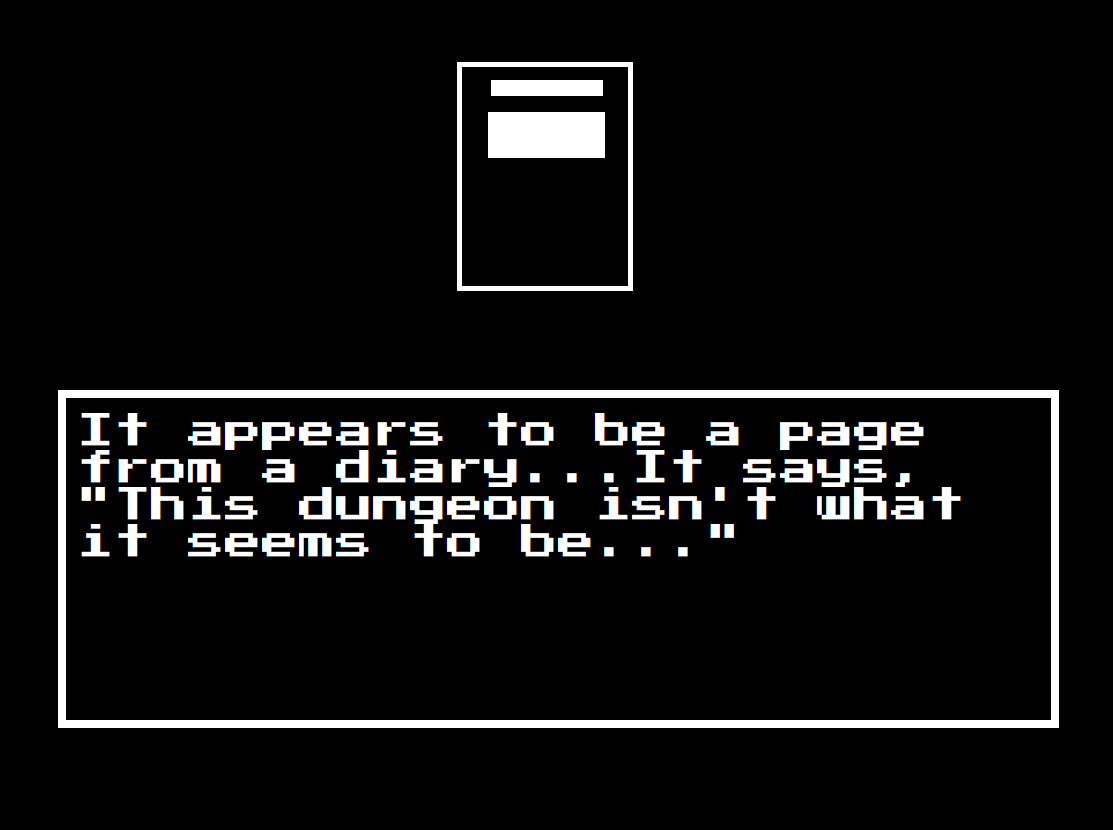 It appears to be a page
from a diary...It says,
"This dungeon isn't what
it seems to be..."